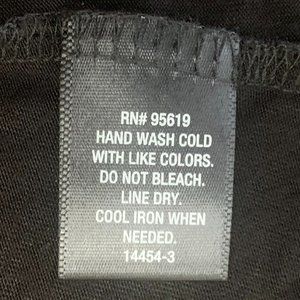 RN# 95619
HAND WASH COLD
WITH LIKE COLORS.
DO NOT BLEACH.
LINE DRY.
COOL IRON WHEN
NEEDED.
14454-3